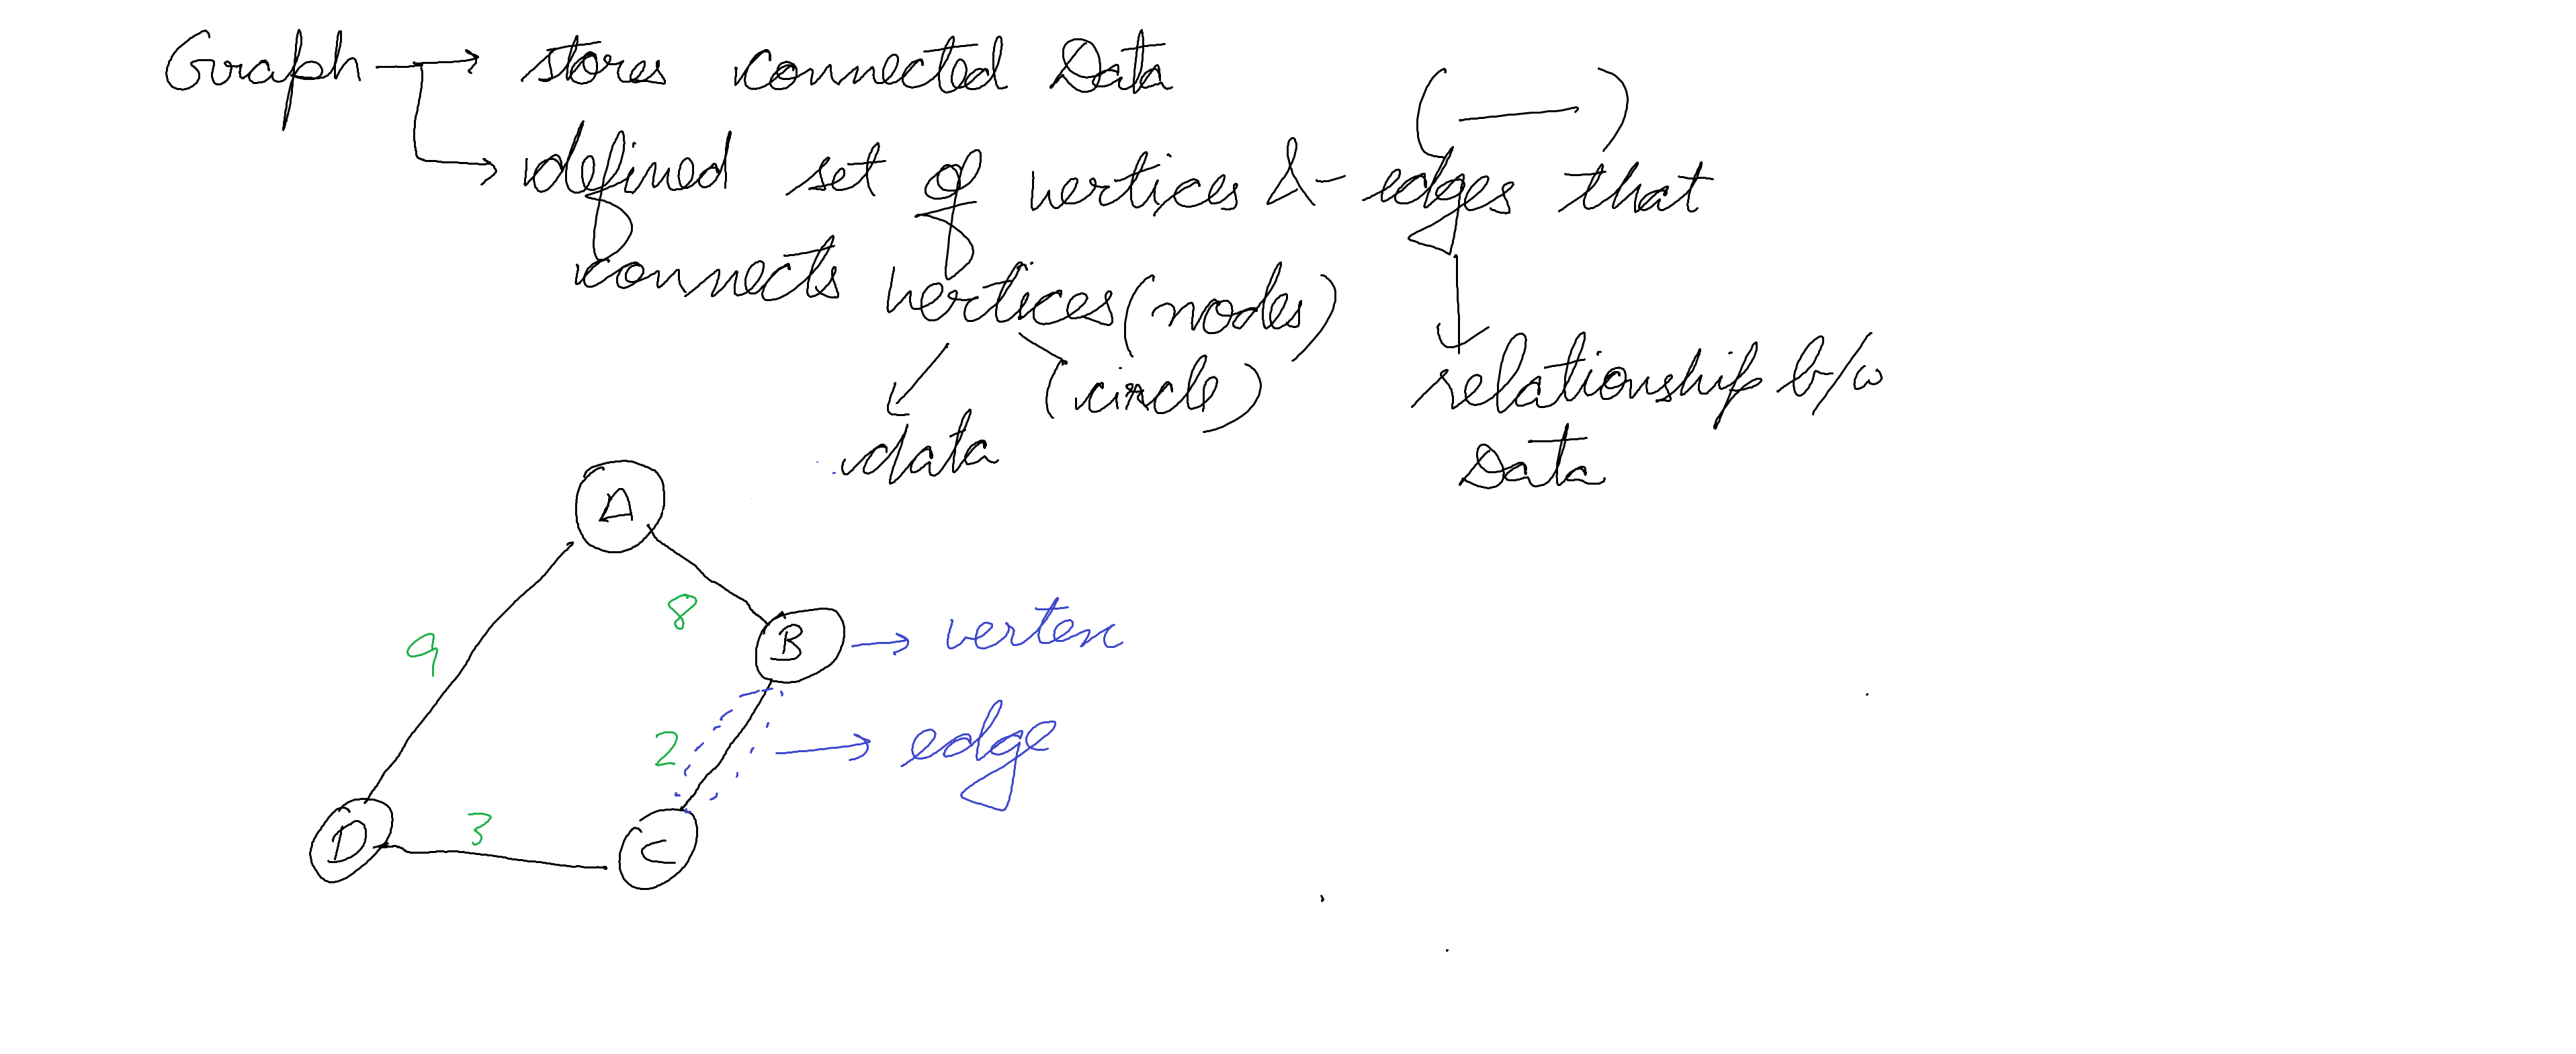 Graph → stores connected Data
→ defined set of vertices & edges that
connects vertices (nodes)
(circle)
relationship b/w
data
Data
A
8
B → vertex
9
2
→ edge
D
3
C